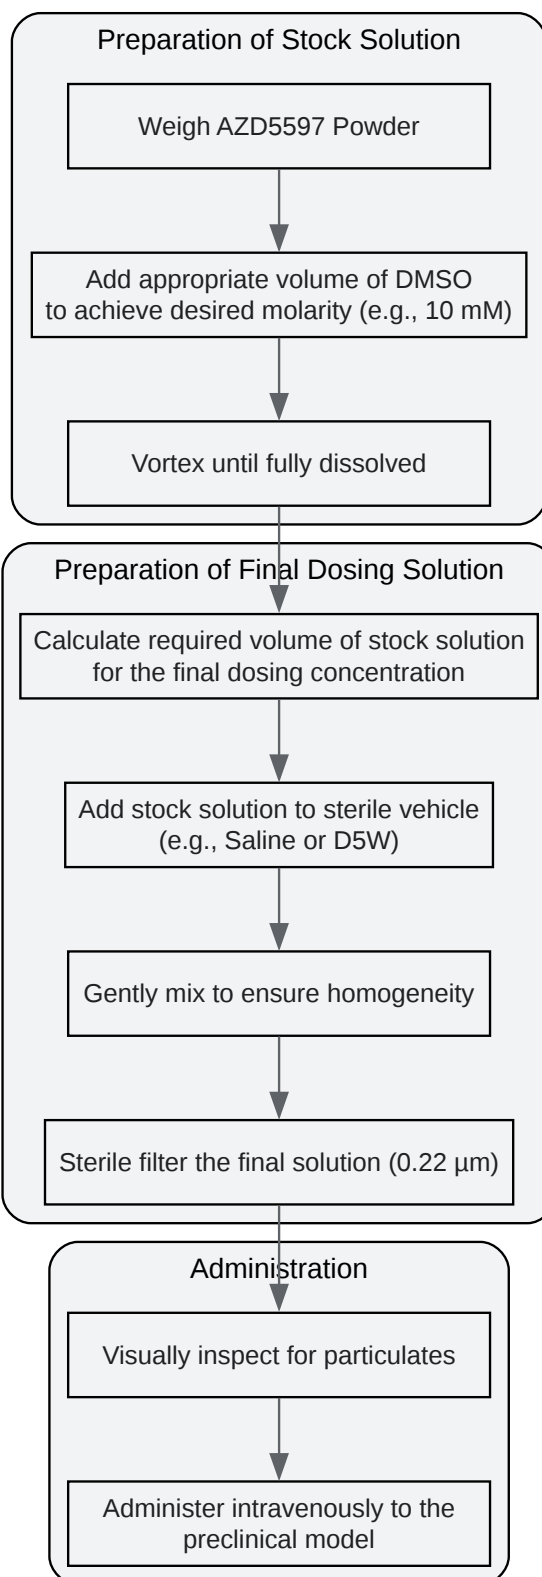 Preparation of Stock Solution
Weigh AZD5597 Powder
Add appropriate volume of DMSO
to achieve desired molarity (e.g., 10 mM)
Vortex until fully dissolved
Preparation of Final Dosing Solution
Calculate required volume of stock solution
for the final dosing concentration
Add stock solution to sterile vehicle
(e.g., Saline or D5W)
Gently mix to ensure homogeneity
Sterile filter the final solution (0.22 µm)
Administration
Visually inspect for particulates
Administer intravenously to the
preclinical model